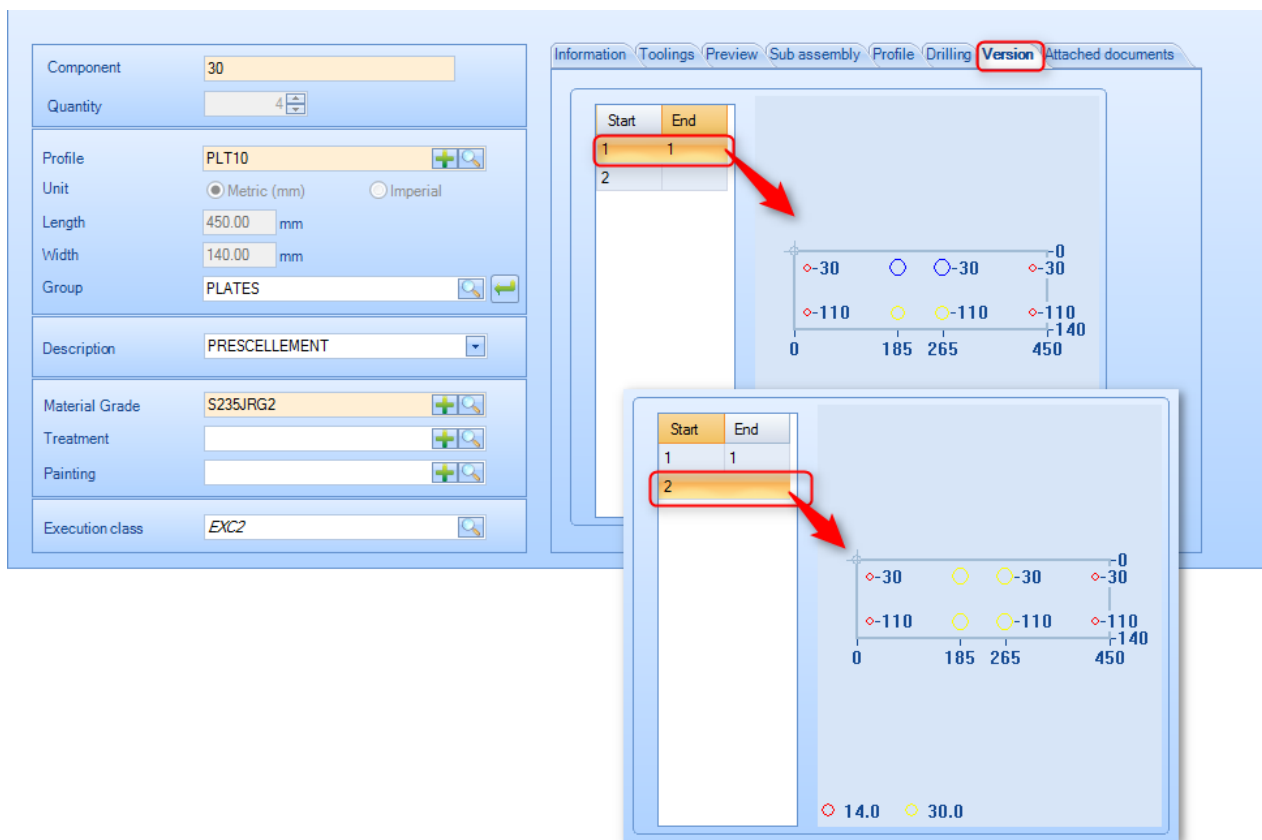 Component 30
Quantity 4
Profile PLT10
Unit Metric (mm) Imperial
Length 450.00 mm
Width 140.00 mm
Group PLATES
Description PRESCELLEMENT
Material Grade S235JRG2
Treatment
Painting
Execution class EXC2
Information Toolings Preview Sub assembly Profile Drilling Version Attached documents
Start End
1 1
2
-0
-30 -30 -30
-110 -110 -110
-140
0 185 265 450
Start End
1 1
2
-0
-30 -30 -30
-110 -110 -110
-140
0 185 265 450
14.0 30.0